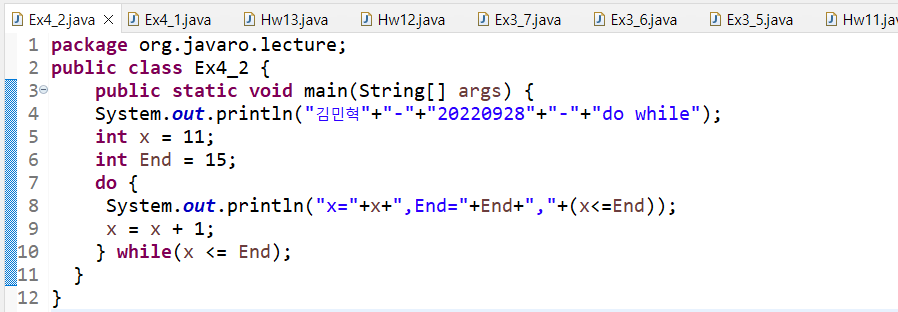 Ex4_2.java Ex4_1.java Hw13.java Hw12.java Ex3_7.java Ex3_6.java Ex3_5.java Hw11.jav
1 package org.javaro.lecture;
2 public class Ex4_2 {
3 public static void main(String[] args) {
4 System.out.println("김민혁"+"-"+"20220928"+"-"+"do while");
5 int x = 11;
6 int End = 15;
7 do {
8 System.out.println("x="+x+",End="+End+","+(x<=End));
9 x = x + 1;
10 } while(x <= End);
11 }
12 }